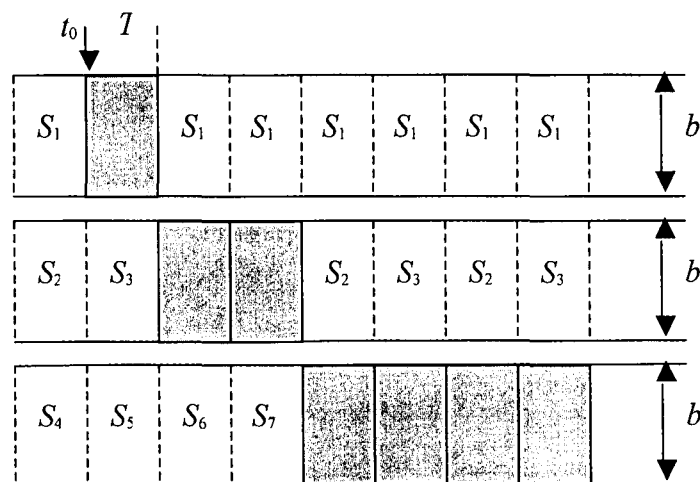 t₀ T
S₁ S₁ S₁ S₁ S₁ S₁ S₁ b
S₂ S₃ S₂ S₃ S₂ S₃ b
S₄ S₅ S₆ S₇ b